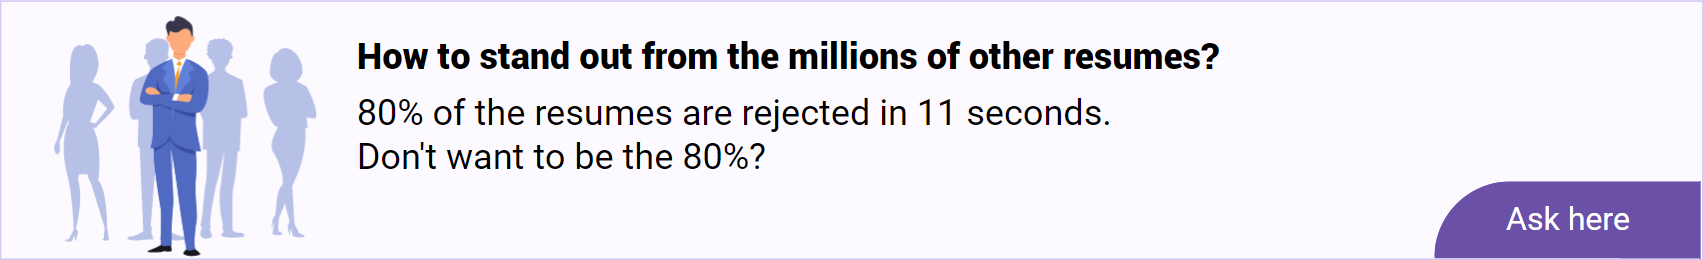 How to stand out from the millions of other resumes?
80% of the resumes are rejected in 11 seconds.
Don't want to be the 80%?
Ask here